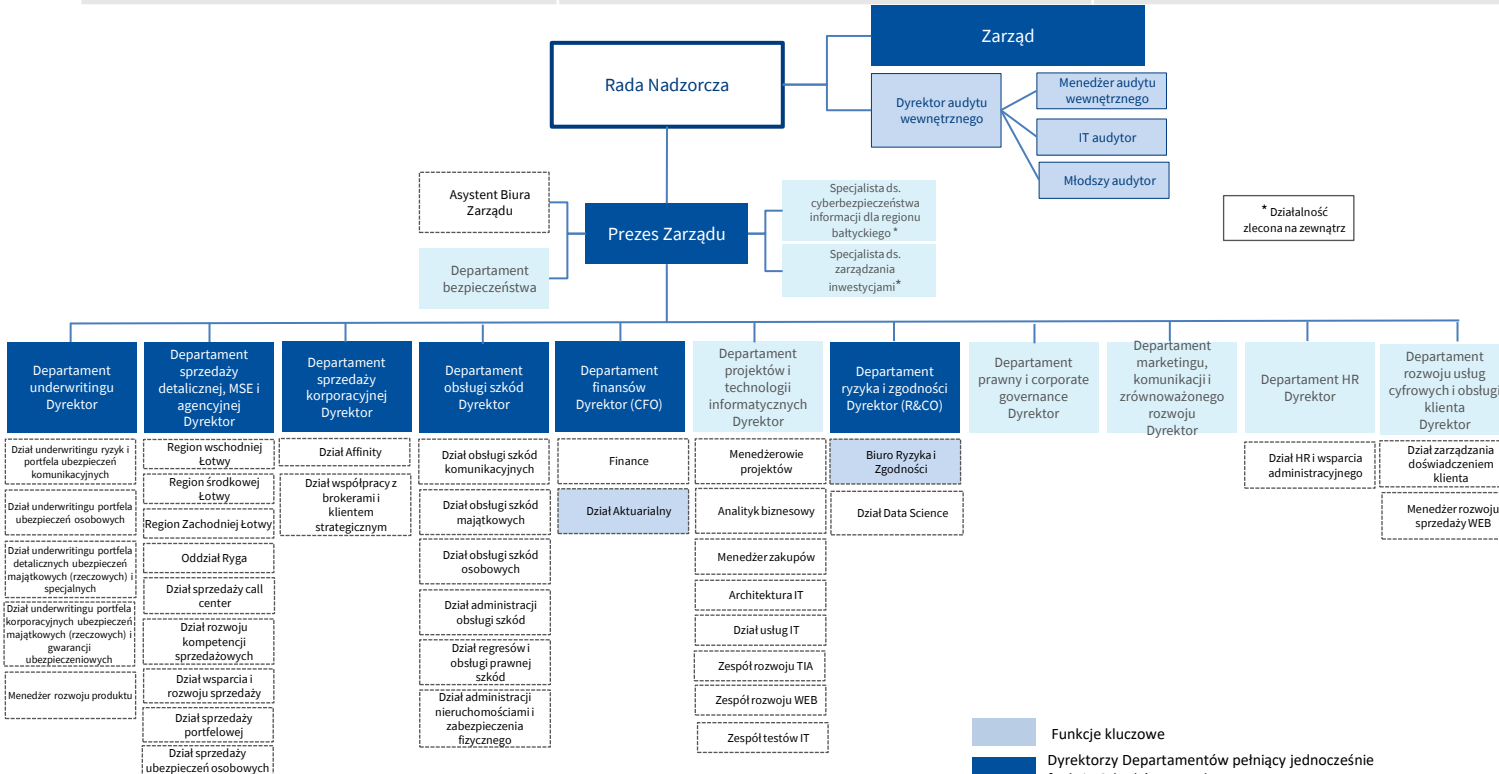 Zarząd
Rada Nadzorcza
Dyrektor audytu
wewnętrznego
Menedżer audytu
wewnętrznego
IT audytor
Młodszy audytor
Asystent Biura
Zarządu
Prezes Zarządu
Departament
bezpieczeństwa
Specjalista ds.
cyberbezpieczeństwa
informacji dla regionu
bałtyckiego *
Specjalista ds.
zarządzania
inwestycjami*
* Działalność
zlecona na zewnątrz
Departament
underwritingu
Dyrektor
Dział underwritingu ryzyk i
portfela ubezpieczeń
komunikacyjnych
Dział underwritingu portfela
ubezpieczeń osobowych
Dział underwritingu portfela
detalicznych ubezpieczeń
majątkowych (rzeczowych) i
specjalnych
Dział underwritingu portfela
korporacyjnych ubezpieczeń
majątkowych (rzeczowych) i
gwarancji
ubezpieczeniowych
Menedżer rozwoju produktu
Departament
sprzedaży
detalicznej, MSE i
agencyjnej
Dyrektor
Region wschodniej
Łotwy
Region środkowej
Łotwy
Region Zachodniej Łotwy
Oddział Ryga
Dział sprzedaży call
center
Dział rozwoju
kompetencji
sprzedażowych
Dział wsparcia i
rozwoju sprzedaży
Dział sprzedaży
portfelowej
Dział sprzedaży
ubezpieczeń osobowych
Departament
sprzedaży
korporacyjnej
Dyrektor
Dział Affinity
Dział współpracy z
brokerami i
klientem
strategicznym
Departament
obsługi szkód
Dyrektor
Dział obsługi szkód
komunikacyjnych
Dział obsługi szkód
majątkowych
Dział obsługi szkód
osobowych
Dział administracji
obsługi szkód
Dział regresów i
obsługi prawnej
szkód
Dział administracji
nieruchomościami i
zabezpieczenia
fizycznego
Departament
finansów
Dyrektor (CFO)
Finance
Dział Aktuarialny
Departament
projektów i
technologii
informatycznych
Dyrektor
Menedżerowie
projektów
Analityk biznesowy
Menedżer zakupów
Architektura IT
Dział usług IT
Zespół rozwoju TIA
Zespół rozwoju WEB
Zespół testów IT
Departament
ryzyka i zgodności
Dyrektor (R&CO)
Biuro Ryzyka i
Zgodności
Dział Data Science
Departament
prawny i corporate
governance
Dyrektor
Departament
marketingu,
komunikacji i
zrównoważonego
rozwoju
Dyrektor
Departament HR
Dyrektor
Dział HR i wsparcia
administracyjnego
Departament
rozwoju usług
cyfrowych i obsługi
klienta
Dyrektor
Dział zarządzania
doświadczeniem
klienta
Menedżer rozwoju
sprzedaży WEB
Funkcje kluczowe
Dyrektorzy Departamentów pełniący jednocześnie